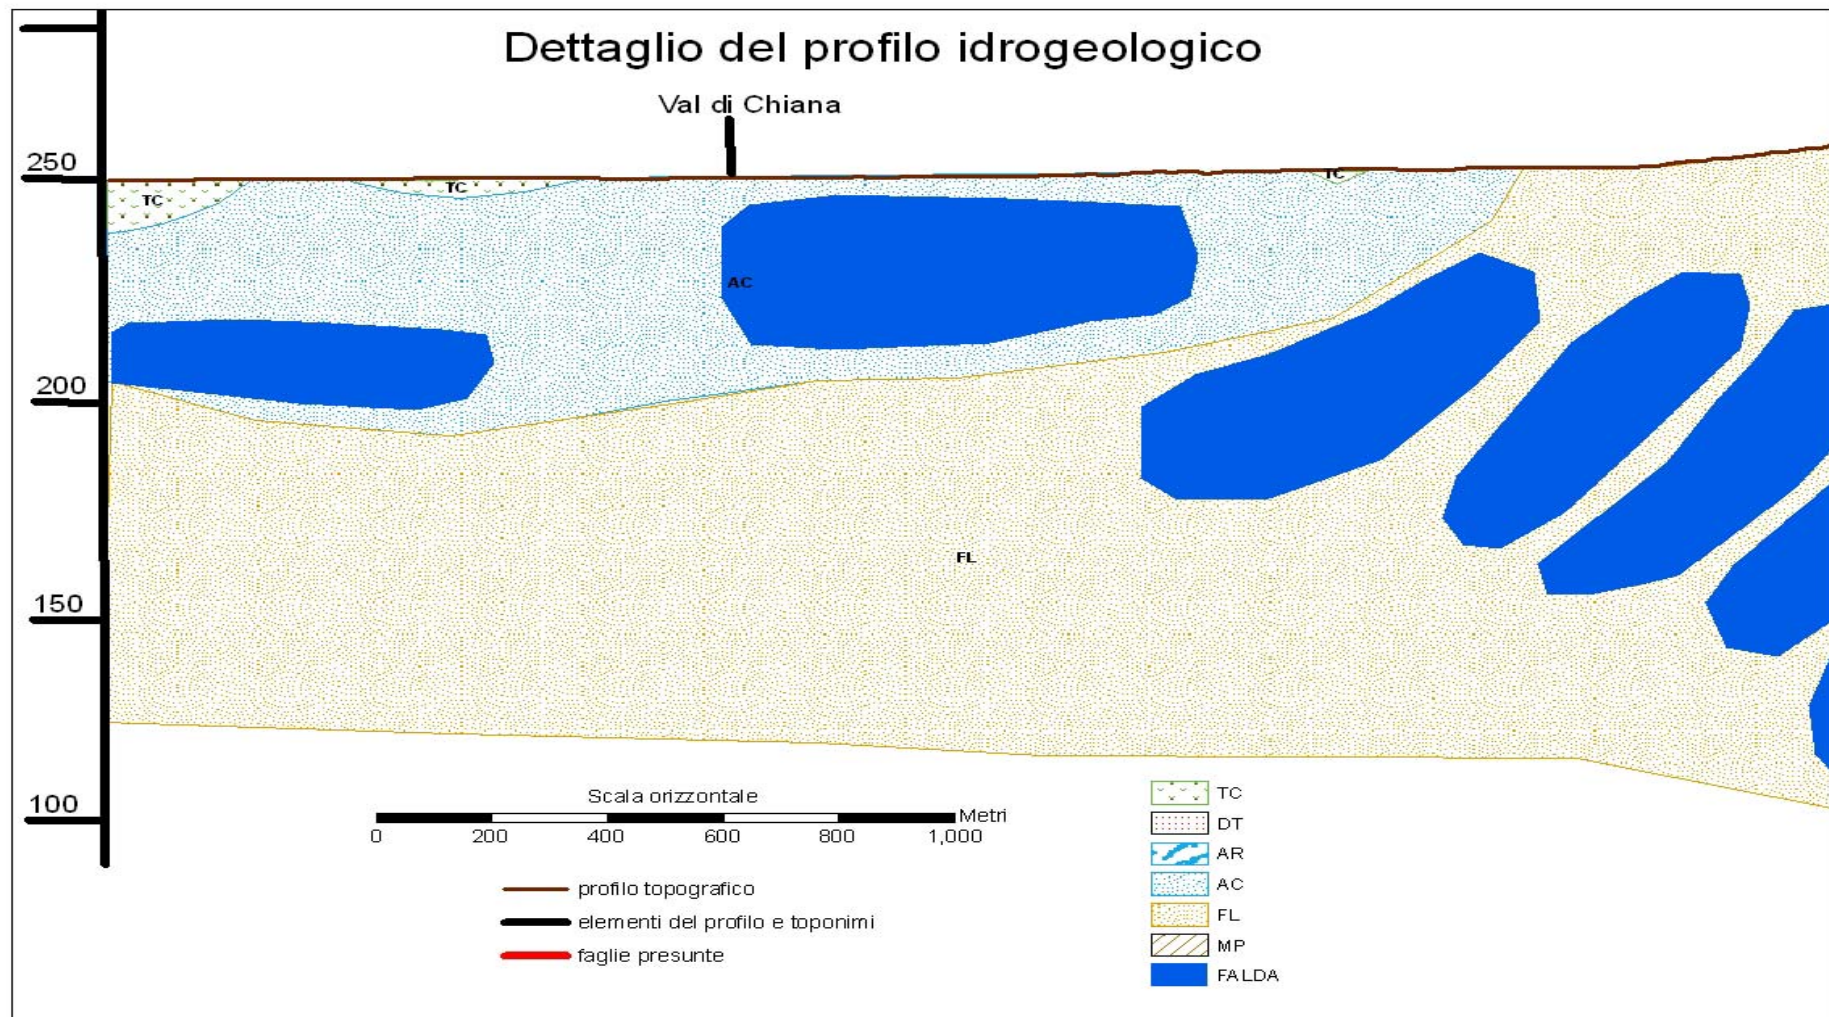 Dettaglio del profilo idrogeologico
Val di Chiana
250
TC
TC
TC
AC
200
FL
150
100
Scala orizzontale
Metri
0 200 400 600 800 1,000
profilo topografico
elementi del profilo e toponimi
faglie presunte
TC
DT
AR
AC
FL
MP
FALDA